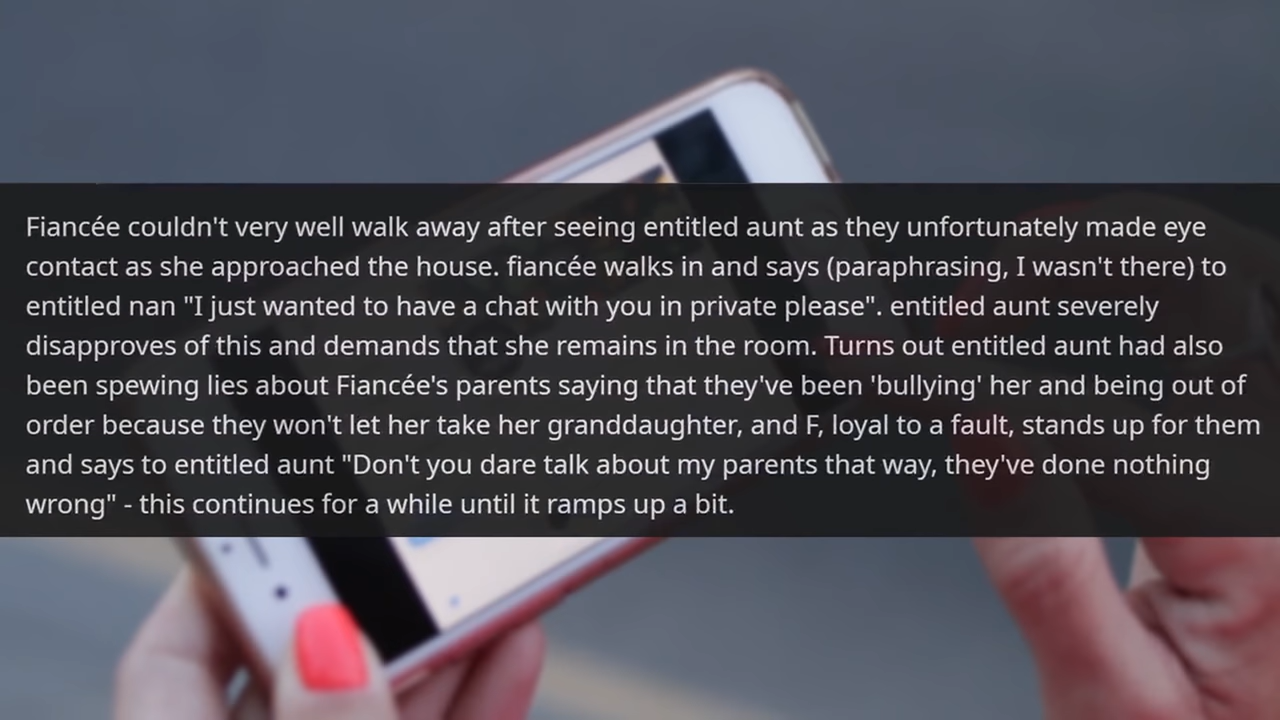 Fiancée couldn't very well walk away after seeing entitled aunt as they unfortunately made eye
contact as she approached the house. fiancée walks in and says (paraphrasing, I wasn't there) to
entitled nan "I just wanted to have a chat with you in private please". entitled aunt severely
disapproves of this and demands that she remains in the room. Turns out entitled aunt had also
been spewing lies about Fiancée's parents saying that they've been 'bullying' her and being out of
order because they won't let her take her granddaughter, and F, loyal to a fault, stands up for them
and says to entitled aunt "Don't you dare talk about my parents that way, they've done nothing
wrong" - this continues for a while until it ramps up a bit.